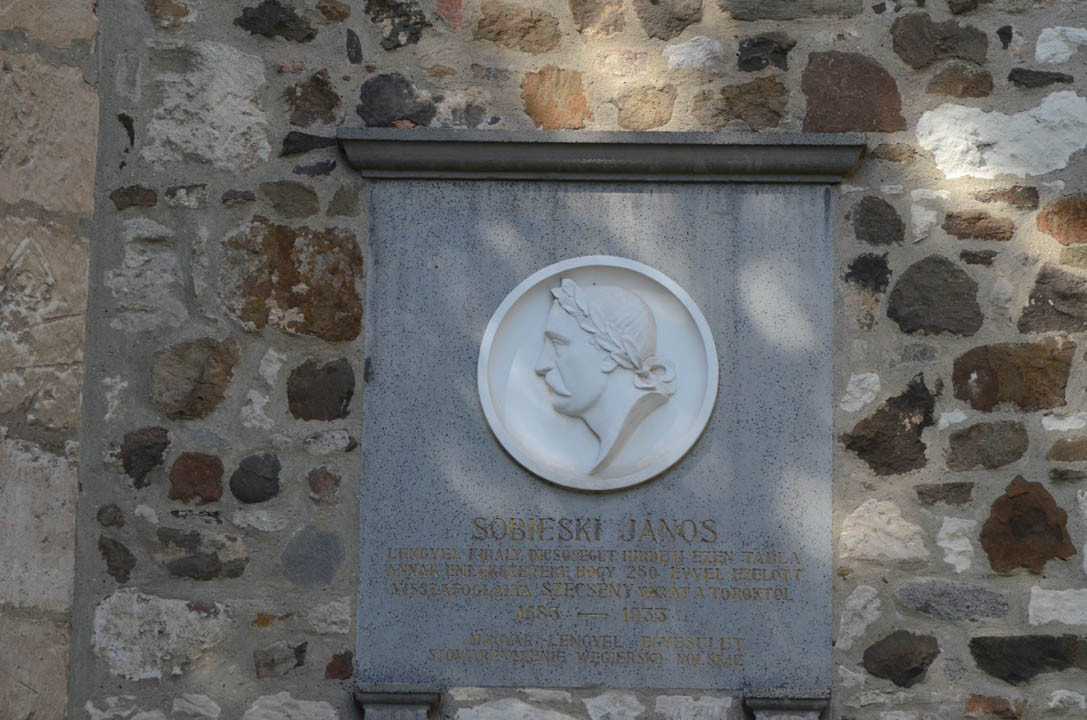 SOBIESKI JÁNOS
LENGYEL KIRÁLY DICSŐSÉGÉT HIRDETI EZEN TÁBLA
ANNAK EMLÉKEZETÉRE HOGY 250 ÉVVEL EZELŐTT
VISSZAFOGLALTA SZÉCSÉNY VÁRÁT A TÖRÖKTŐL
1683 — 1933
MAGYAR LENGYEL EGYESÜLET
STOWARZYSZENIE WĘGIERSKO POLSKIE